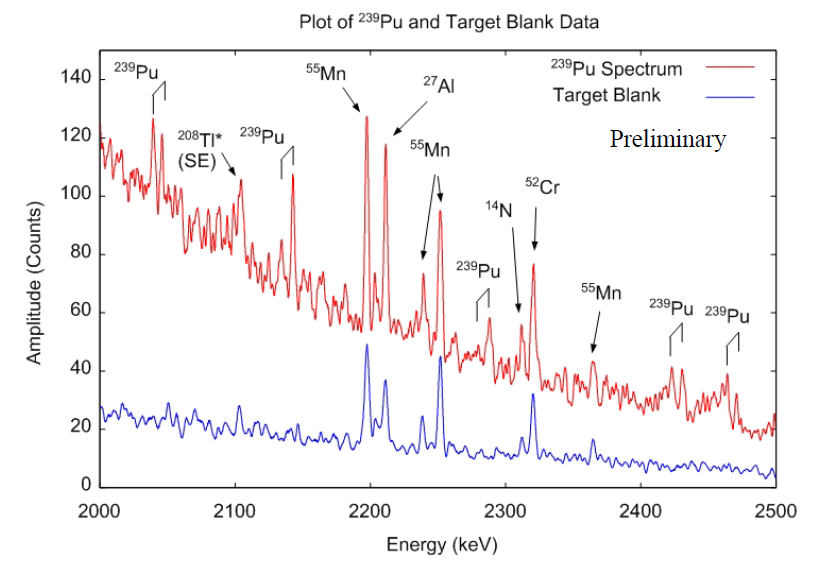 Plot of ²³⁹Pu and Target Blank Data
Amplitude (Counts)
140
120
100
80
60
40
20
0
²³⁹Pu
²⁰⁸Tl*
(SE)
²³⁹Pu
⁵⁵Mn
²⁷Al
⁵⁵Mn
²³⁹Pu
¹⁴N
⁵²Cr
⁵⁵Mn
²³⁹Pu
²³⁹Pu
²³⁹Pu Spectrum
Target Blank
Preliminary
2000
2100
2200
2300
2400
2500
Energy (keV)